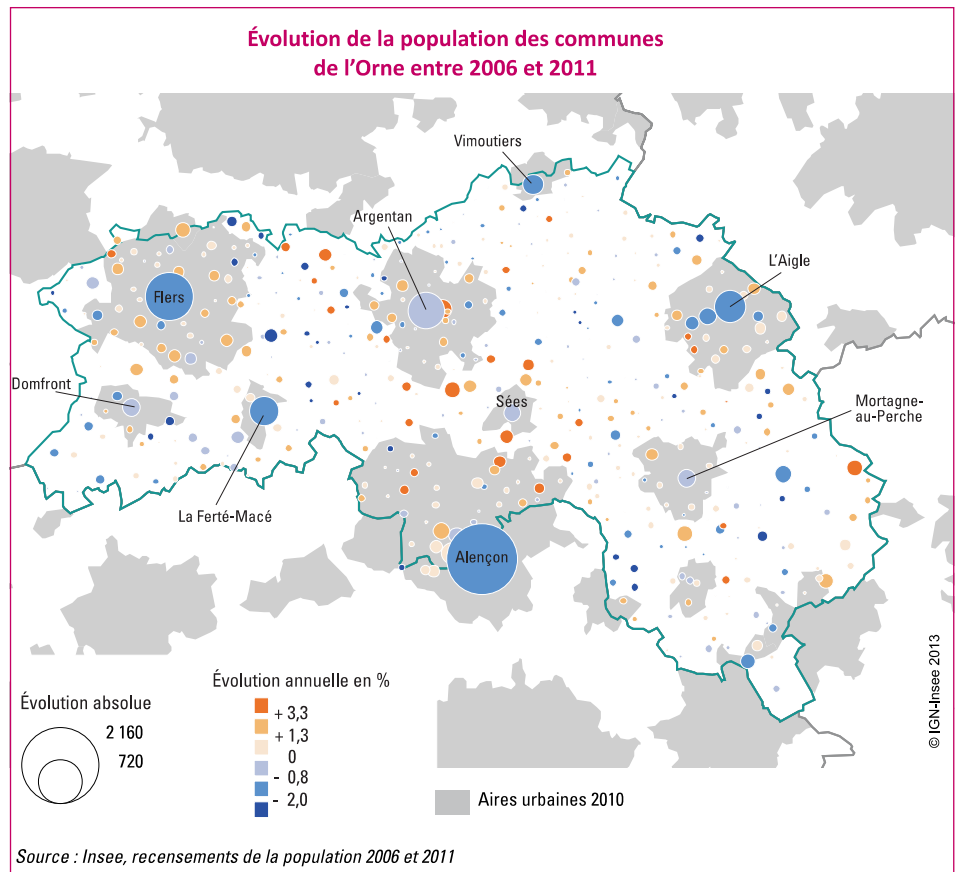 Évolution de la population des communes
de l'Orne entre 2006 et 2011
Vimoutiers
Argentan
L'Aigle
Flers
Domfront
Sées
Mortagne-
au-Perche
La Ferté-Macé
Alençon
Évolution absolue
2 160
720
Évolution annuelle en %
+ 3,3
+ 1,3
0
- 0,8
- 2,0
Aires urbaines 2010
© IGN-Insee 2013
Source : Insee, recensements de la population 2006 et 2011